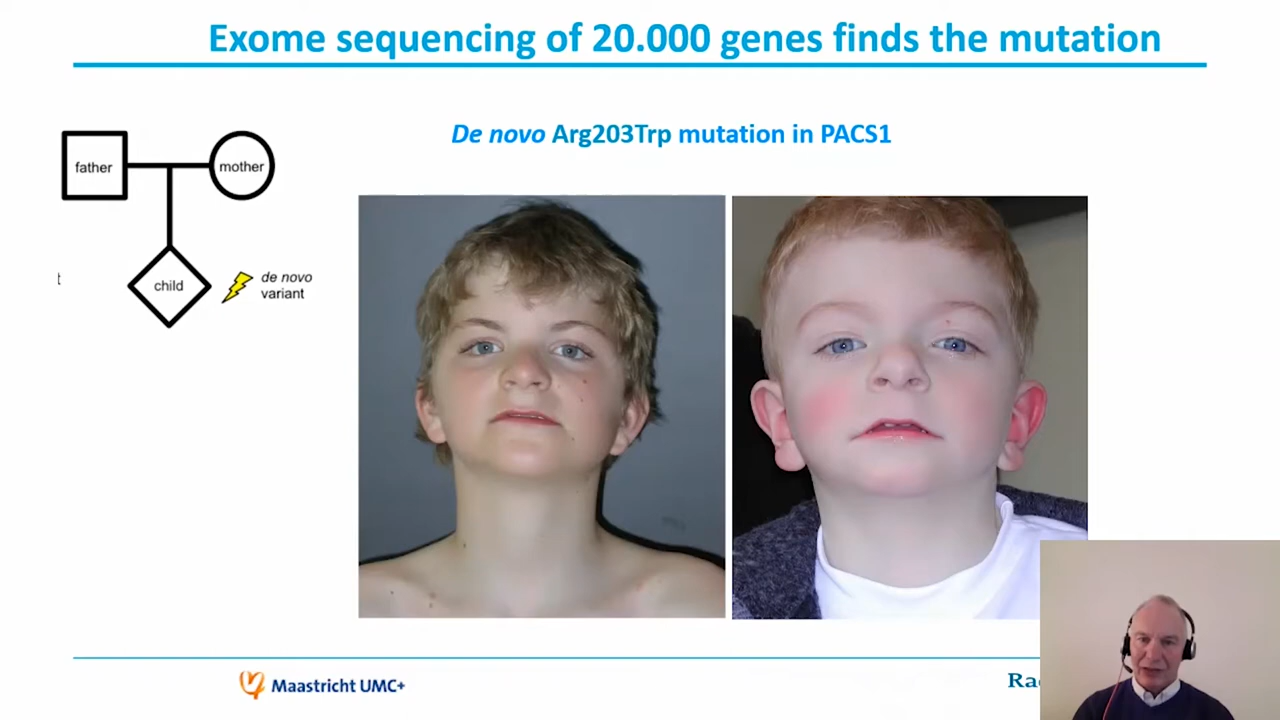 Exome sequencing of 20.000 genes finds the mutation
De novo Arg203Trp mutation in PACS1
father
mother
child
de novo
variant
t
Maastricht UMC+
Ra